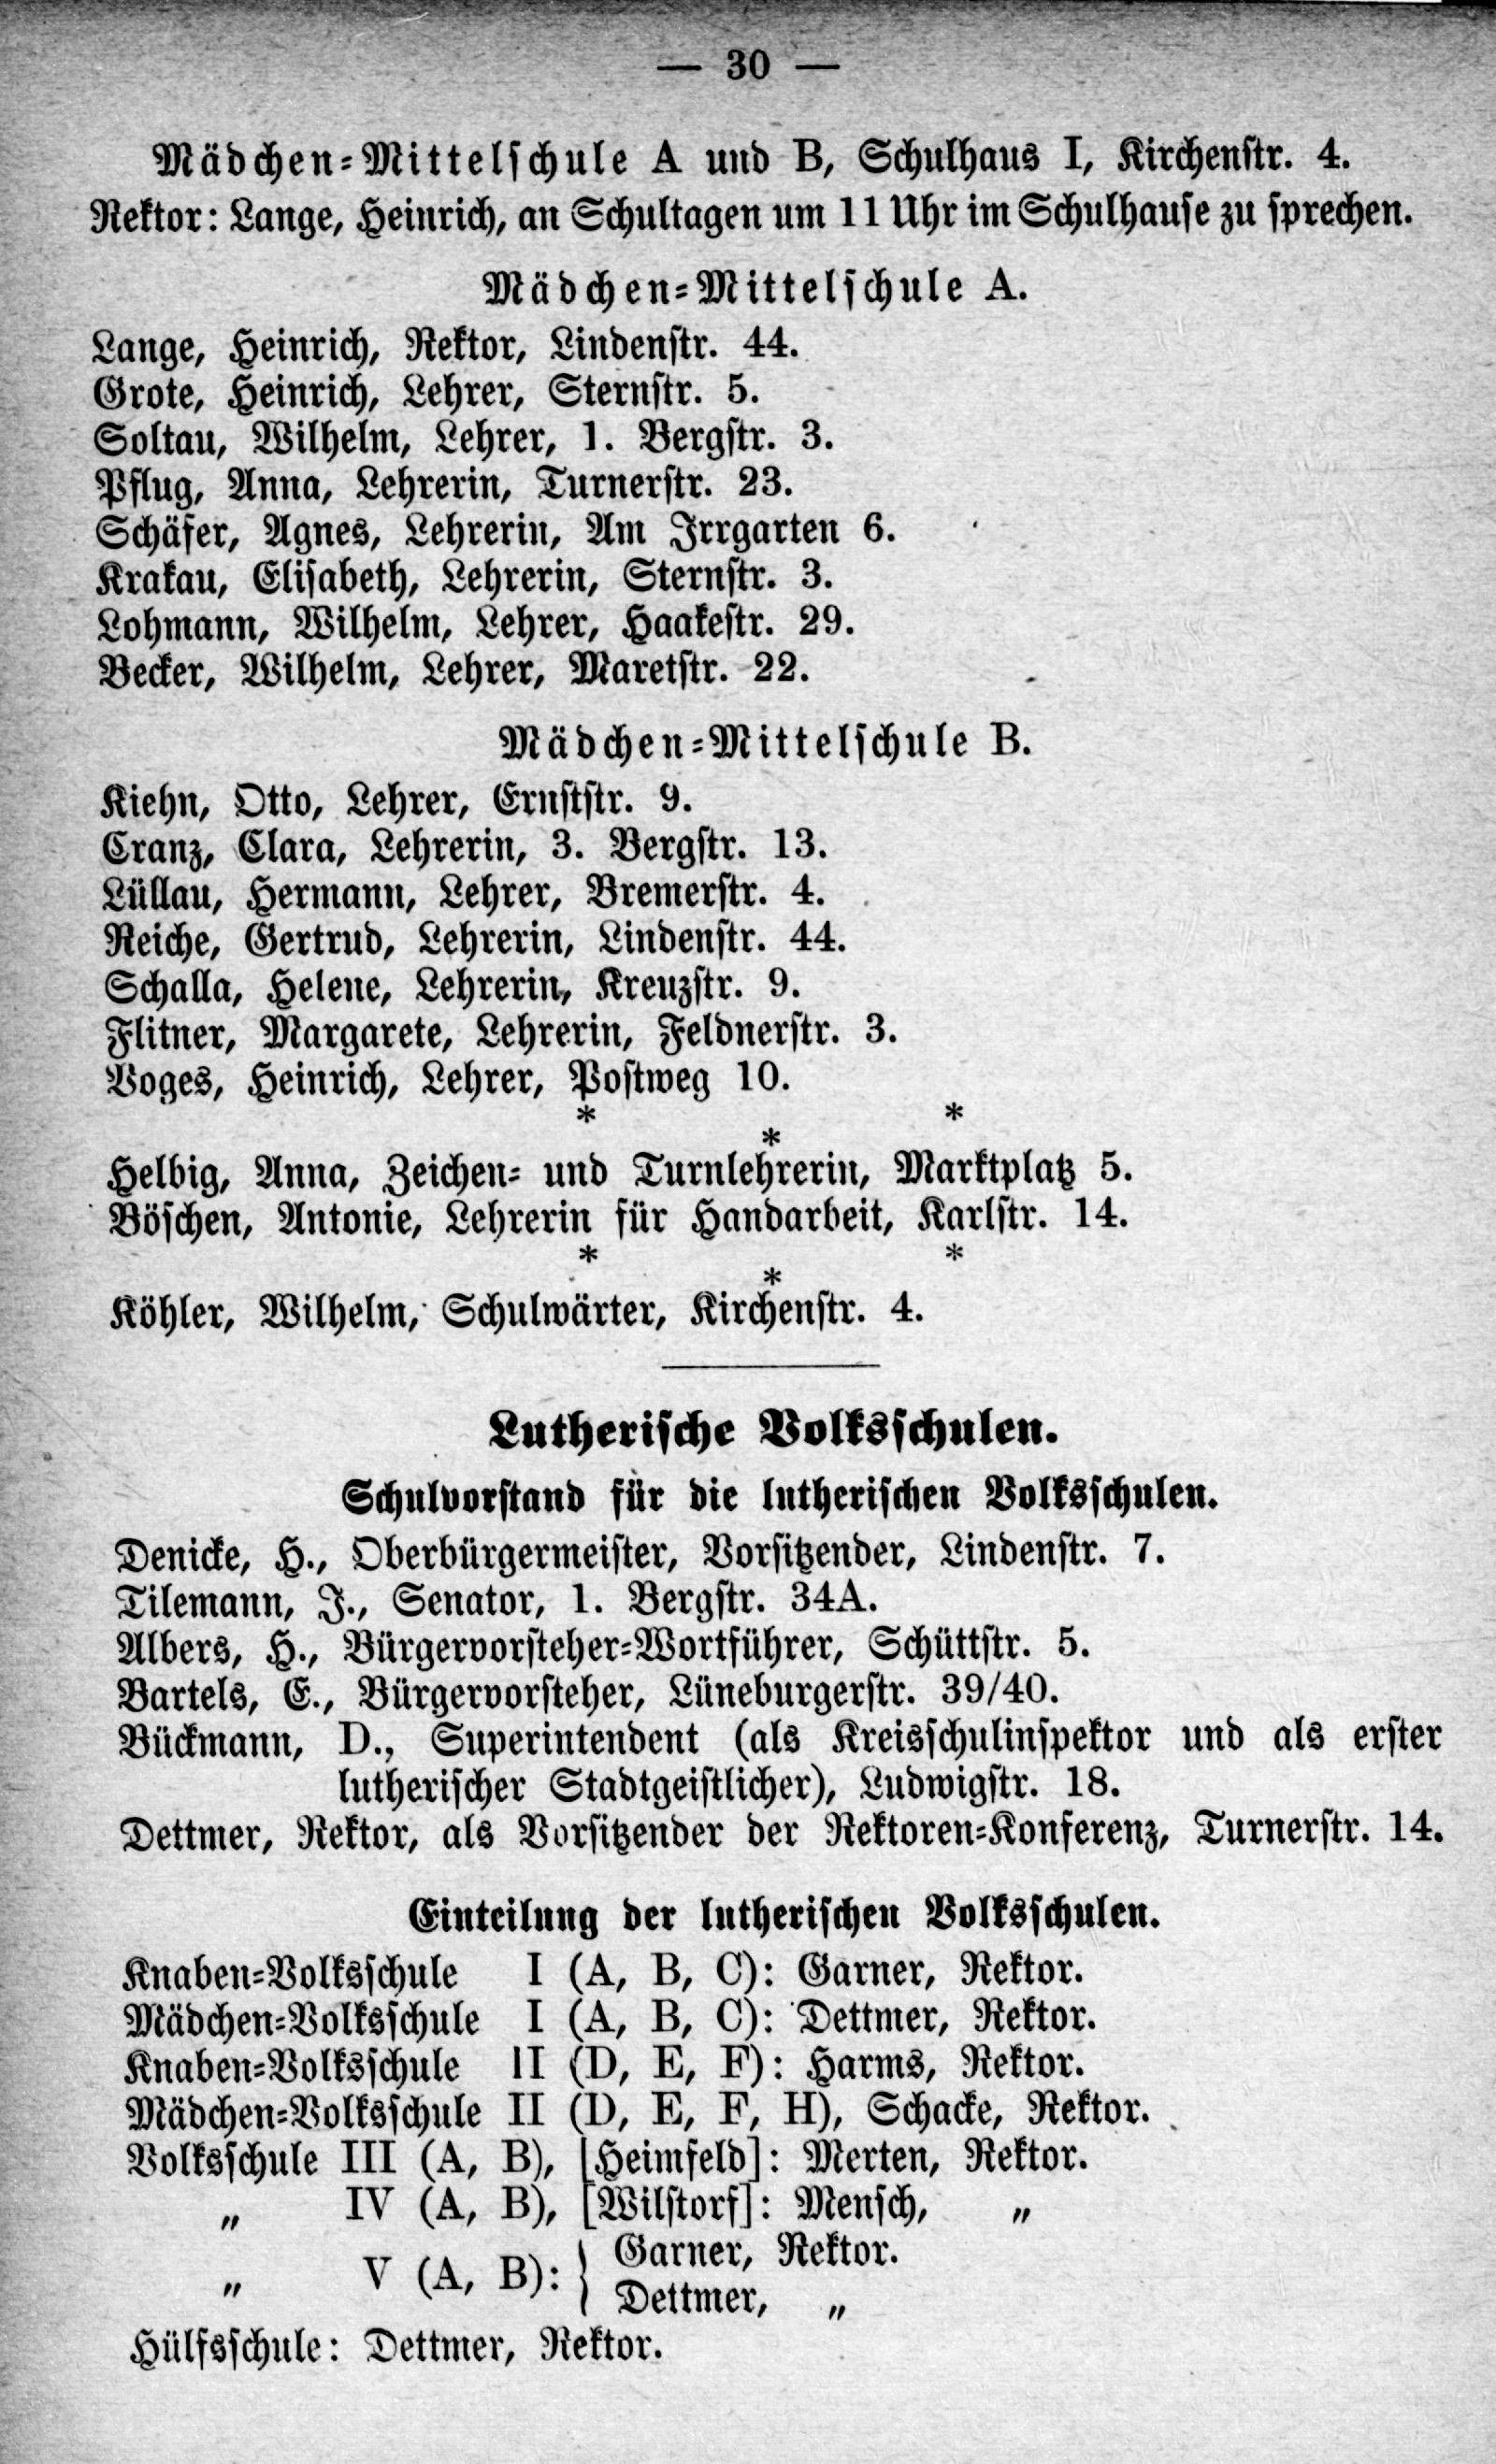 — 30 —
Mädchen-Mittelschule A und B, Schulhaus I, Kirchenstr. 4.
Rektor: Lange, Heinrich, an Schultagen um 11 Uhr im Schulhause zu sprechen.
Mädchen-Mittelschule A.
Lange, Heinrich, Rektor, Lindenstr. 44.
Grote, Heinrich, Lehrer, Sternstr. 5.
Soltau, Wilhelm, Lehrer, 1. Bergstr. 3.
Pflug, Anna, Lehrerin, Turnerstr. 23.
Schäfer, Agnes, Lehrerin, Am Irrgarten 6.
Krakau, Elisabeth, Lehrerin, Sternstr. 3.
Lohmann, Wilhelm, Lehrer, Haakestr. 29.
Becker, Wilhelm, Lehrer, Maretstr. 22.
Mädchen-Mittelschule B.
Kiehn, Otto, Lehrer, Ernststr. 9.
Cranz, Clara, Lehrerin, 3. Bergstr. 13.
Lüllau, Hermann, Lehrer, Bremerstr. 4.
Reiche, Gertrud, Lehrerin, Lindenstr. 44.
Schalla, Helene, Lehrerin, Kreuzstr. 9.
Flitner, Margarete, Lehrerin, Feldnerstr. 3.
Voges, Heinrich, Lehrer, Postweg 10.
* * *
Helbig, Anna, Zeichen- und Turnlehrerin, Marktplatz 5.
Böschen, Antonie, Lehrerin für Handarbeit, Karlstr. 14.
* * *
Köhler, Wilhelm, Schulwärter, Kirchenstr. 4.
Lutherische Volksschulen.
Schulvorstand für die lutherischen Volksschulen.
Denicke, H., Oberbürgermeister, Vorsitzender, Lindenstr. 7.
Tilemann, J., Senator, 1. Bergstr. 34A.
Albers, H., Bürgervorsteher-Wortführer, Schüttstr. 5.
Bartels, E., Bürgervorsteher, Lüneburgerstr. 39/40.
Bückmann, D., Superintendent (als Kreisschulinspektor und als erster
lutherischer Stadtgeistlicher), Ludwigstr. 18.
Dettmer, Rektor, als Vorsitzender der Rektoren-Konferenz, Turnerstr. 14.
Einteilung der lutherischen Volksschulen.
Knaben-Volksschule I (A, B, C): Garner, Rektor.
Mädchen-Volksschule I (A, B, C): Dettmer, Rektor.
Knaben-Volksschule II (D, E, F): Harms, Rektor.
Mädchen-Volksschule II (D, E, F, H), Schacke, Rektor.
Volksschule III (A, B), [Heimfeld]: Merten, Rektor.
„ IV (A, B), [Wilstorf]: Mensch, „
„ V (A, B): { Garner, Rektor.
Dettmer, „
Hülfsschule: Dettmer, Rektor.